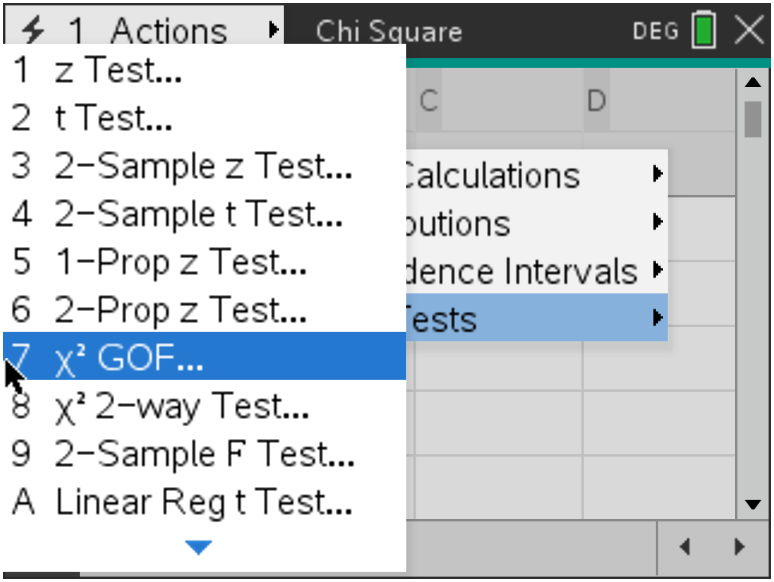 1 Actions
Chi Square
DEG
1 z Test...
2 t Test...
3 2-Sample z Test...
4 2-Sample t Test...
5 1-Prop z Test...
6 2-Prop z Test...
7 χ² GOF...
8 χ² 2-way Test...
9 2-Sample F Test...
A Linear Reg t Test...
C
D
Calculations
butions
dence Intervals
Tests